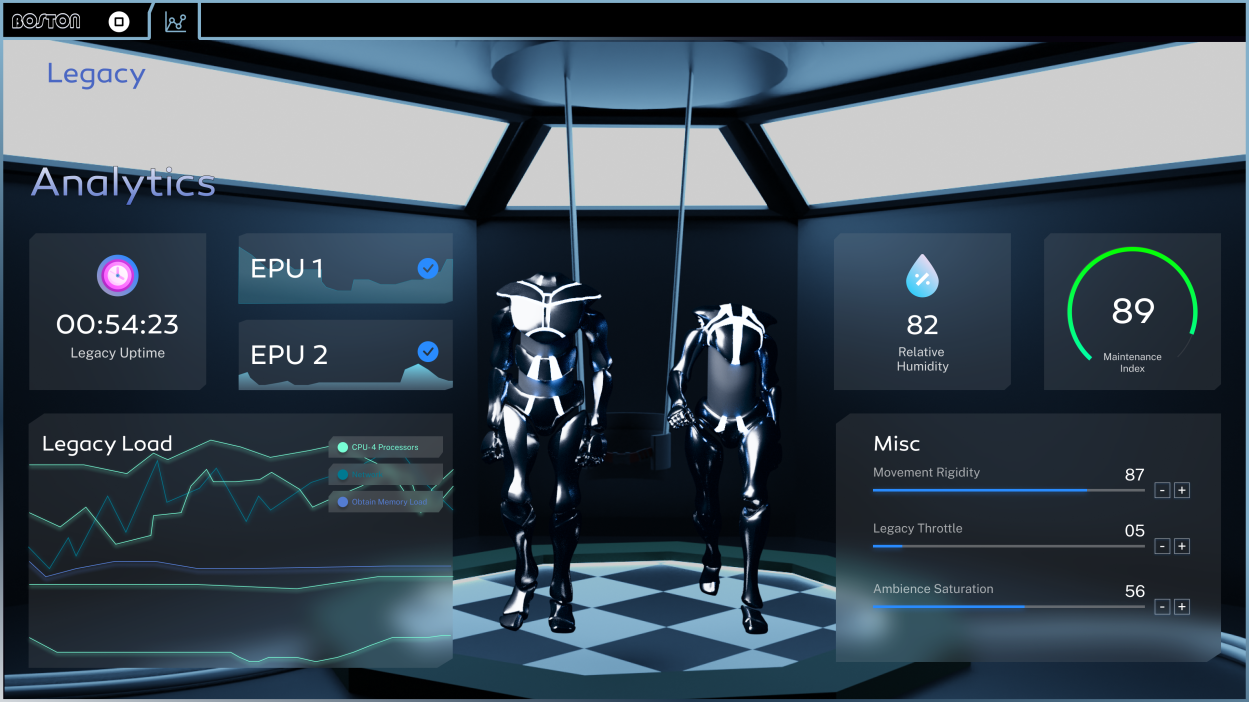 BOSTON
Legacy
Analytics
00:54:23
Legacy Uptime
EPU 1
EPU 2
82
Relative
Humidity
89
Maintenance
Index
Legacy Load
CPU-4 Processors
Obtain Memory Load
Misc
Movement Rigidity
87
- +
Legacy Throttle
05
- +
Ambience Saturation
56
- +